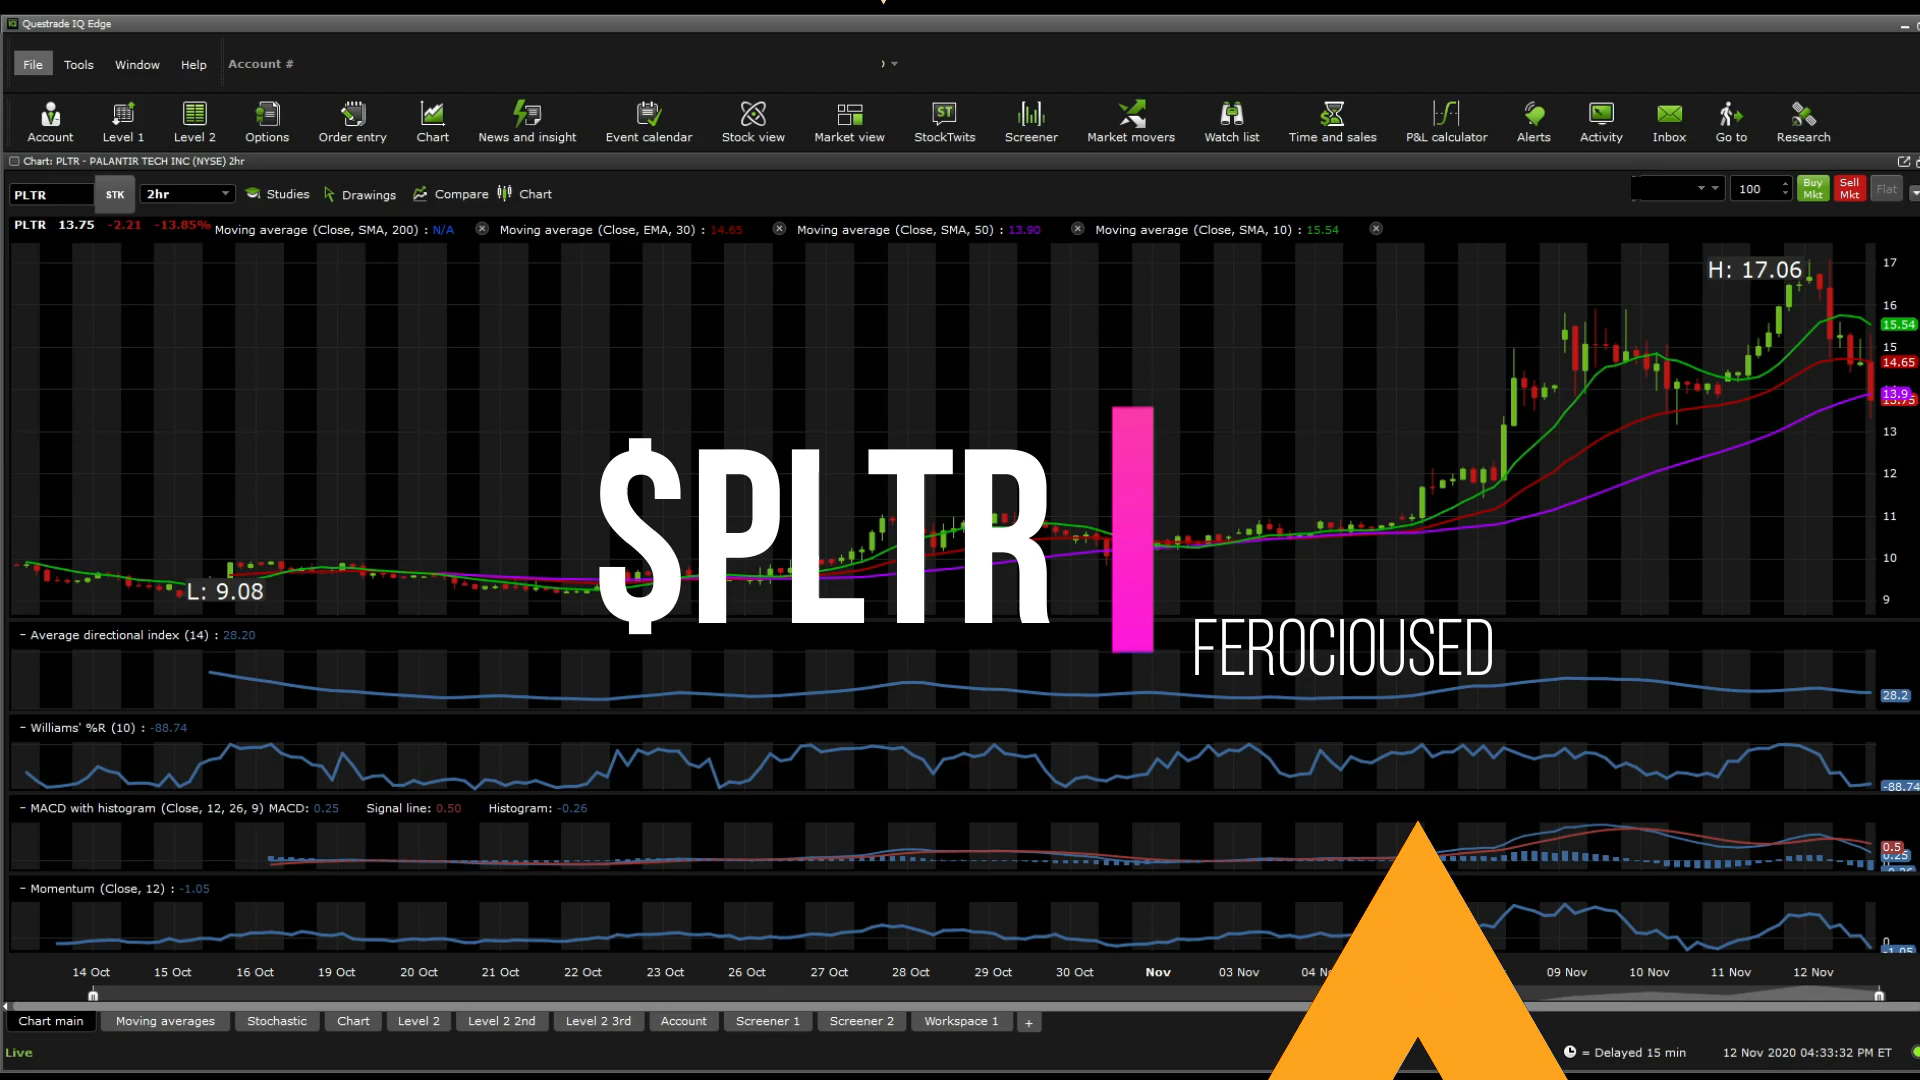 Questrade IQ Edge
File Tools Window Help Account #
Account Level 1 Level 2 Options Order entry Chart News and insight Event calendar Stock view Market view StockTwits Screener Market movers Watch list Time and sales P&L calculator Alerts Activity Inbox Go to Research
Chart: PLTR - PALANTIR TECH INC (NYSE) 2hr
PLTR STK 2hr Studies Drawings Compare Chart 100 Buy Mkt Sell Mkt Flat
PLTR 13.75 -2.21 -13.85% Moving average (Close, SMA, 200) : N/A Moving average (Close, EMA, 30) : 14.65 Moving average (Close, SMA, 50) : 13.90 Moving average (Close, SMA, 10) : 15.54
17
H: 17.06
16
15.54
15
14.65
13.9
13.75
13
12
11
10
9
L: 9.08
$PLTR
FEROCIOUSED
- Average directional index (14) : 28.20
28.2
- Williams' %R (10) : -88.74
-88.74
- MACD with histogram (Close, 12, 26, 9) MACD: 0.25 Signal line: 0.50 Histogram: -0.26
0.5
0.25
- Momentum (Close, 12) : -1.05
0
-1.05
14 Oct 15 Oct 16 Oct 19 Oct 20 Oct 21 Oct 22 Oct 23 Oct 26 Oct 27 Oct 28 Oct 29 Oct 30 Oct Nov 03 Nov 04 N 09 Nov 10 Nov 11 Nov 12 Nov
Chart main Moving averages Stochastic Chart Level 2 Level 2 2nd Level 2 3rd Account Screener 1 Screener 2 Workspace 1 +
Live = Delayed 15 min 12 Nov 2020 04:33:32 PM ET